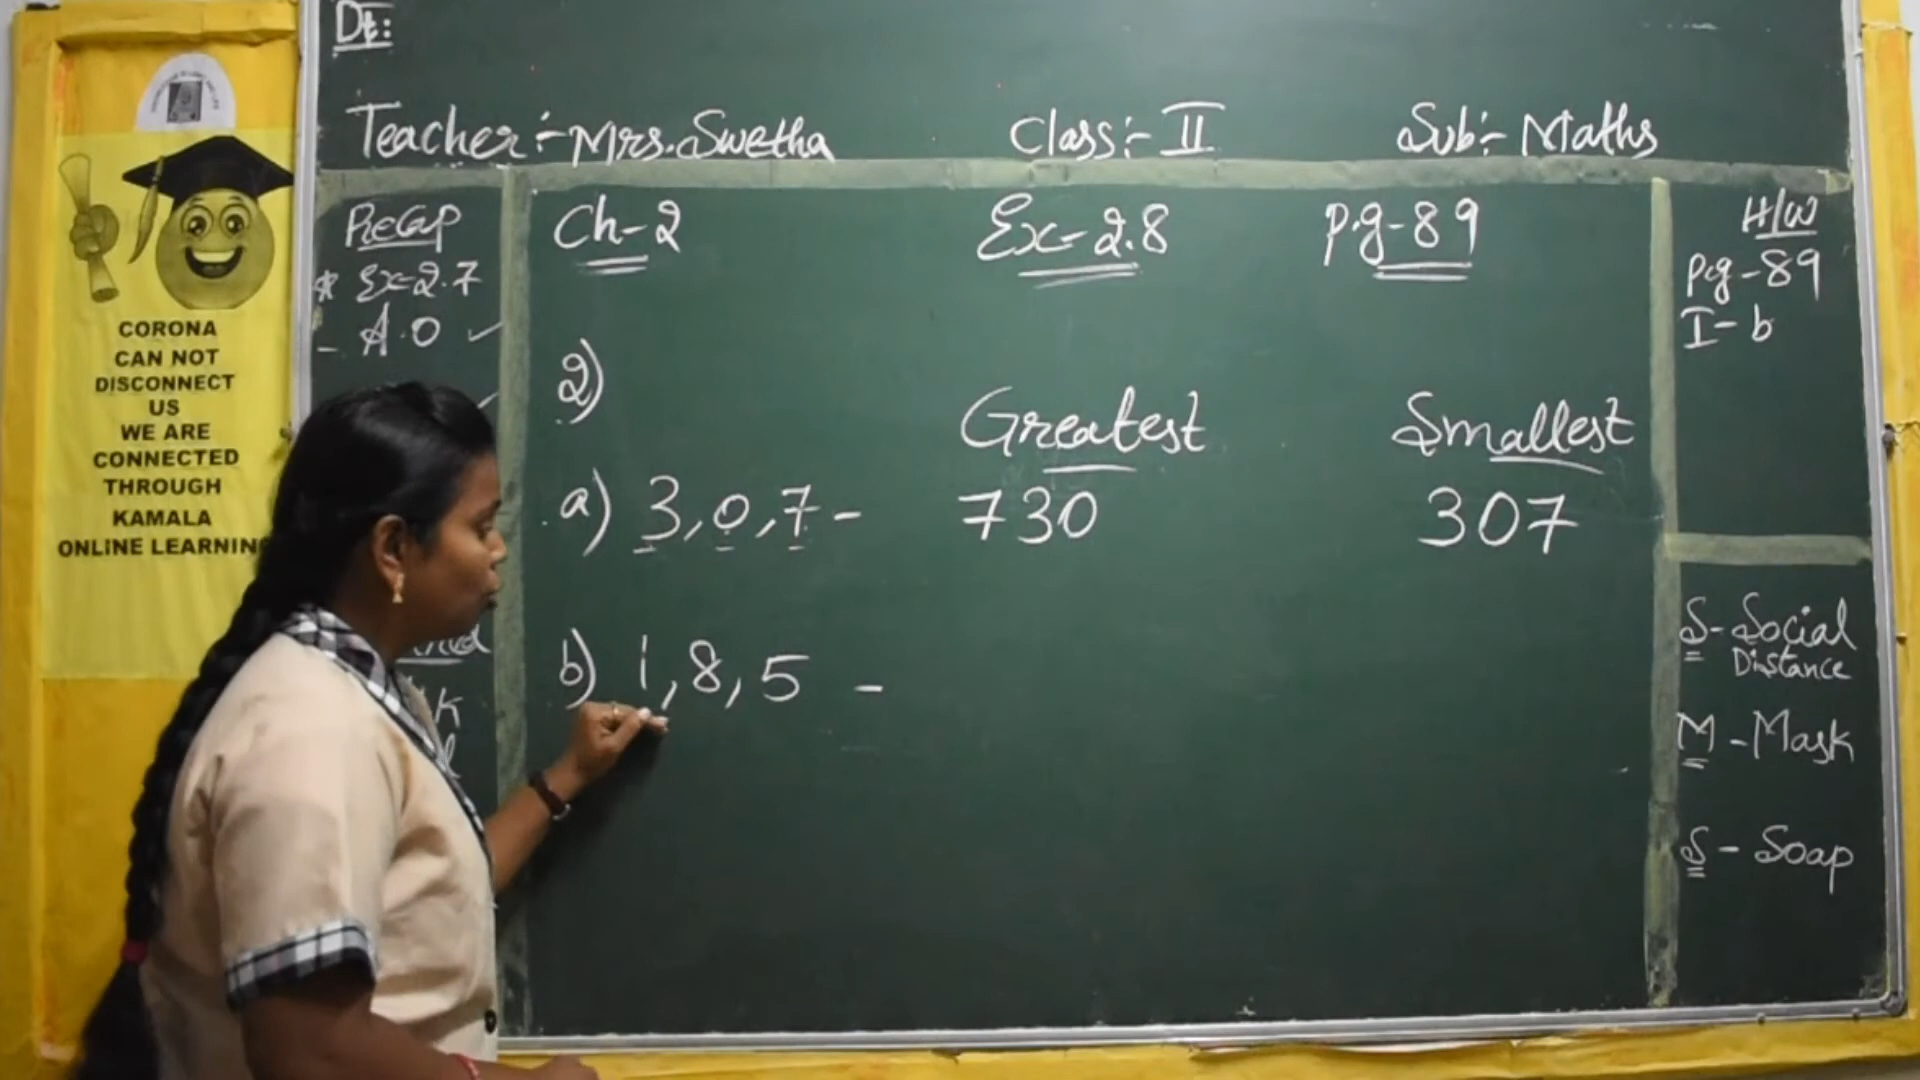 Dt:
Teacher:- Mrs. Swetha Class:- II Sub:- Maths
CORONA
CAN NOT
DISCONNECT
US
WE ARE
CONNECTED
THROUGH
KAMALA
ONLINE LEARNING
Recap
* Ex-2.7
- A.O ✓
Ch-2 Ex-2.8 P.g-89
2)
Greatest Smallest
a) 3,0,7- 730 307
b) 1,8,5 -
H/W
P.g-89
I-b
S- Social
Distance
M - Mask
S - Soap